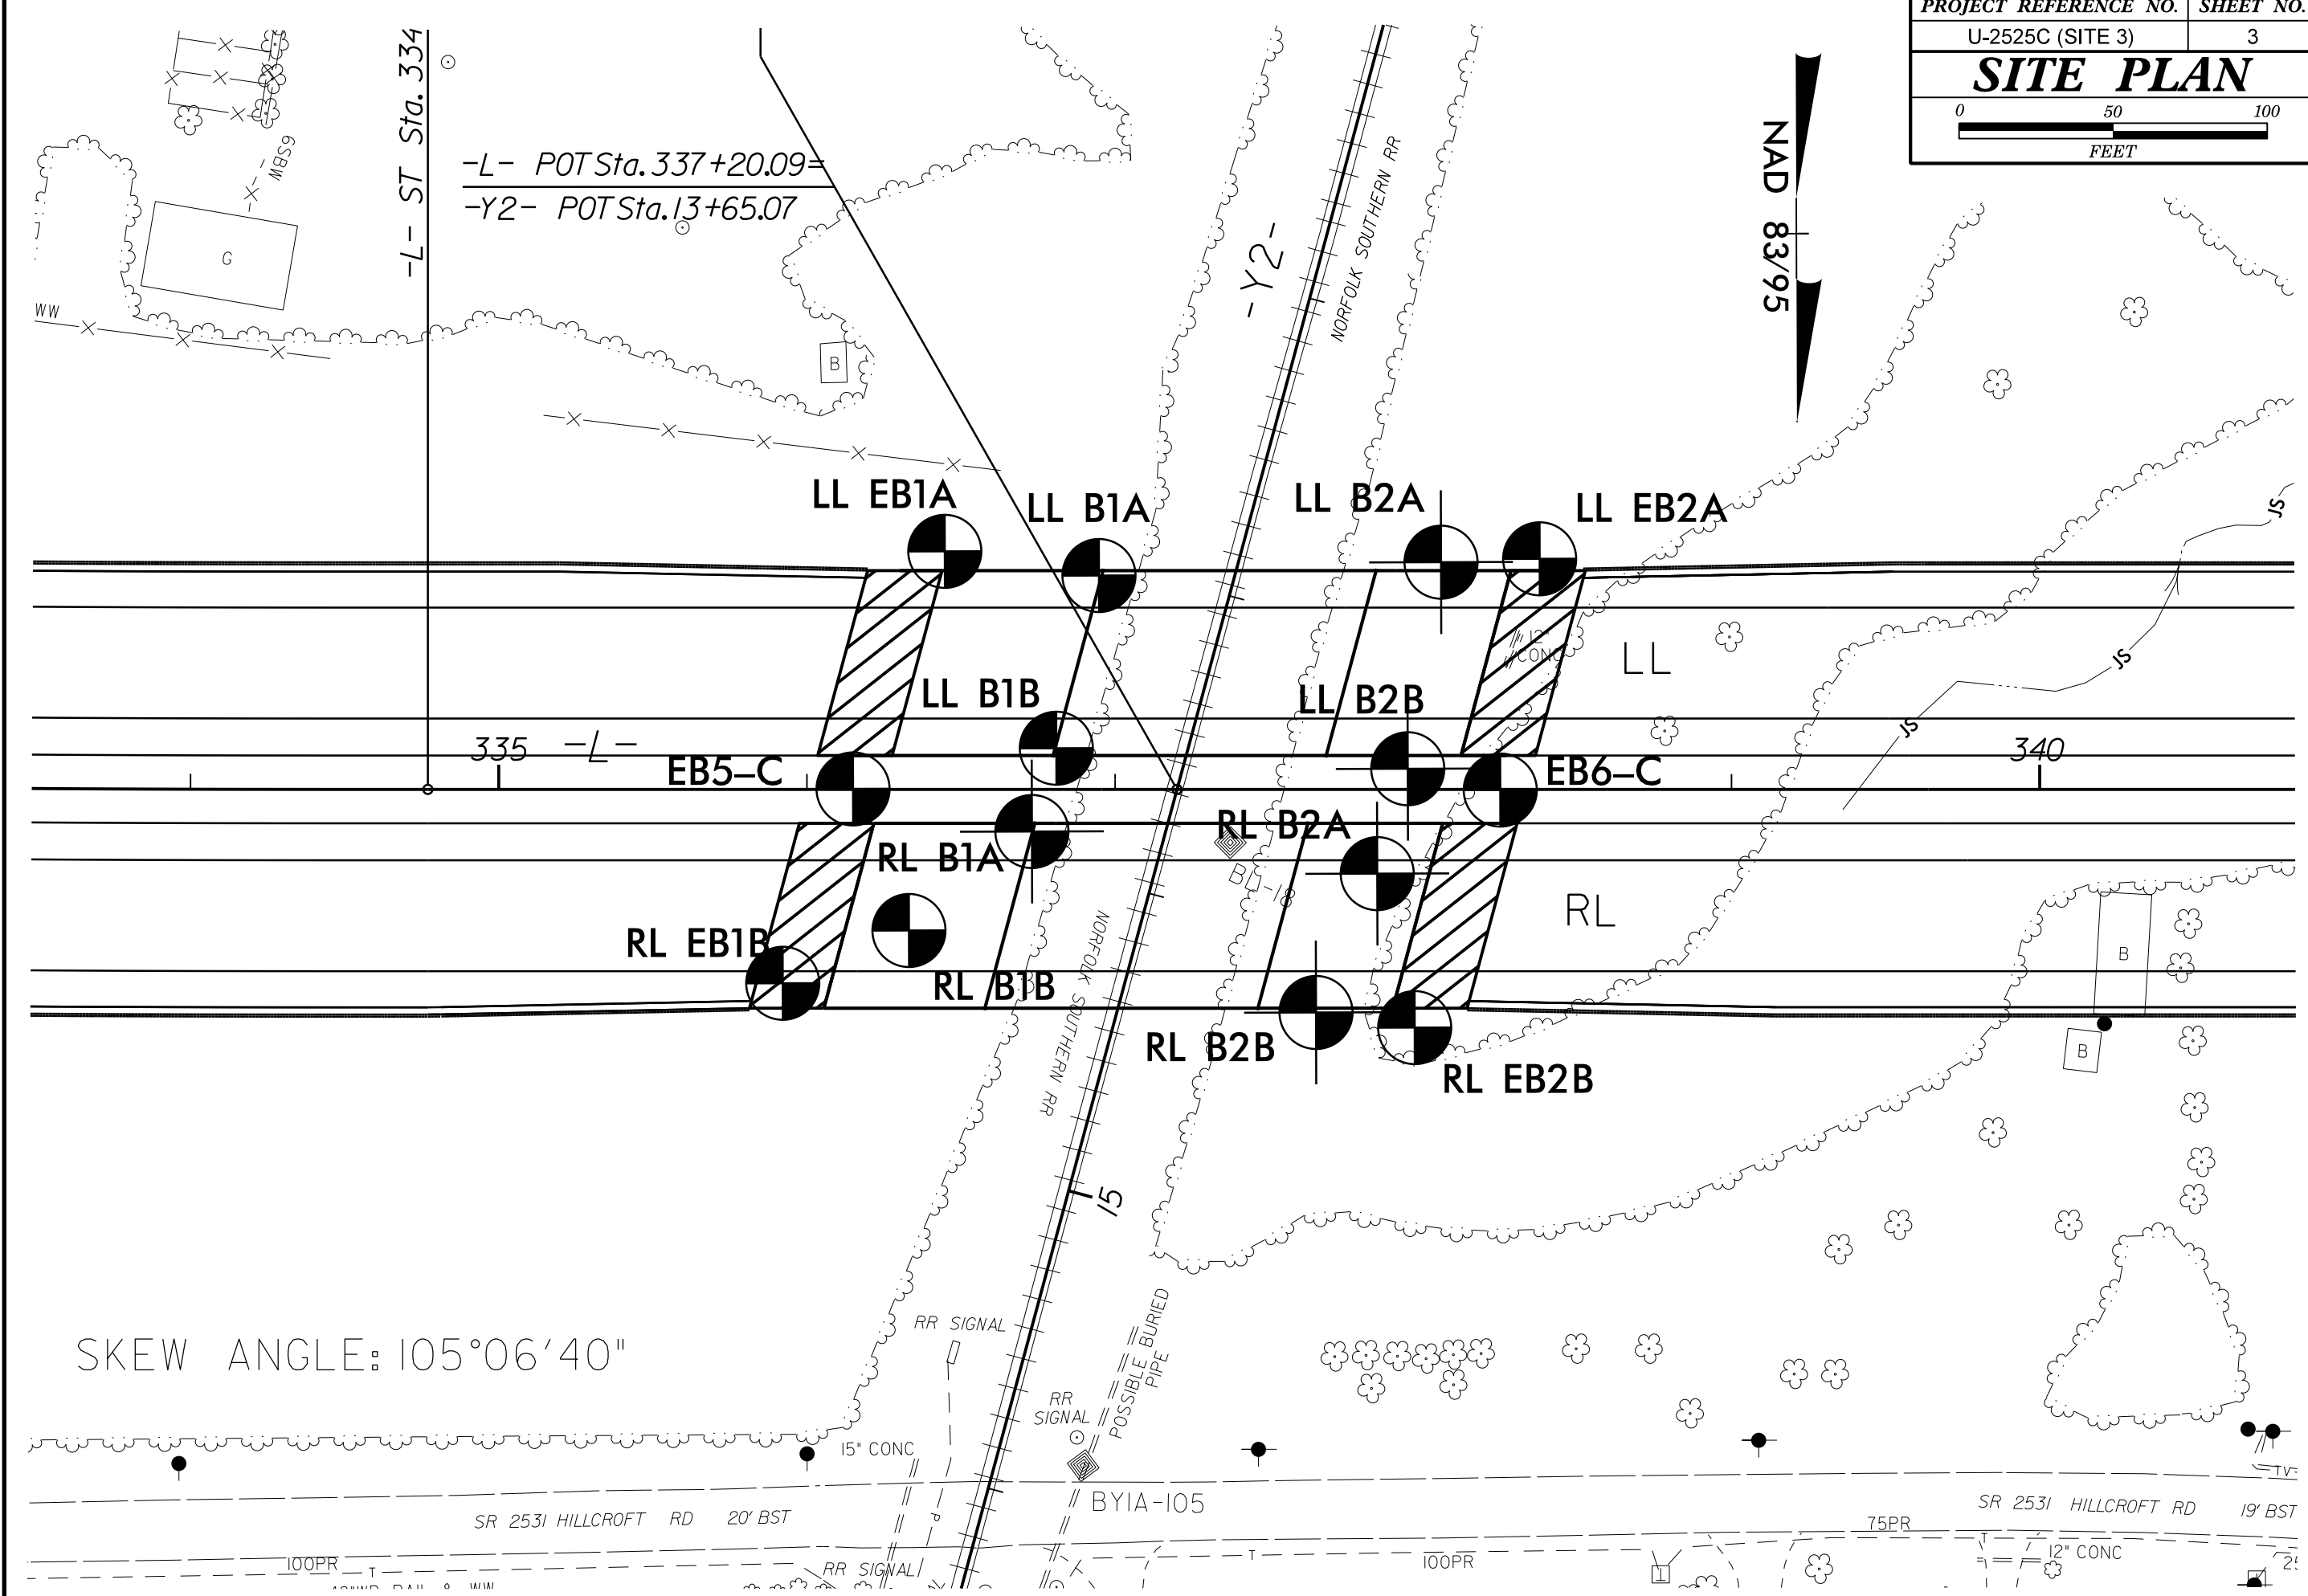 PROJECT REFERENCE NO. SHEET NO.
U-2525C (SITE 3) 3
SITE PLAN
0 50 100
FEET
NAD 83/95
-L- ST Sta. 334
-L- POT Sta. 337+20.09=
-Y2- POT Sta. 13+65.07
6SBW
G
WW
B
-Y2-
NORFOLK SOUTHERN RR
LL EB1A
LL B1A
LL B2A
LL EB2A
JS
12"
CONC
LL
JS
LL B1B
LL B2B
JS
335 -L-
340
EB5-C
EB6-C
RL B2A
RL B1A
RL
RL EB1B
RL B1B
NORFOLK SOUTHERN RR
B
RL B2B
B
RL EB2B
15
SKEW ANGLE: 105°06'40"
RR SIGNAL
POSSIBLE BURIED
PIPE
RR
SIGNAL
15" CONC
TV
BY1A-105
SR 2531 HILLCROFT RD 20' BST
SR 2531 HILLCROFT RD 19' BST
75PR
P
100PR
T
RR SIGNAL
T
100PR
T
12" CONC